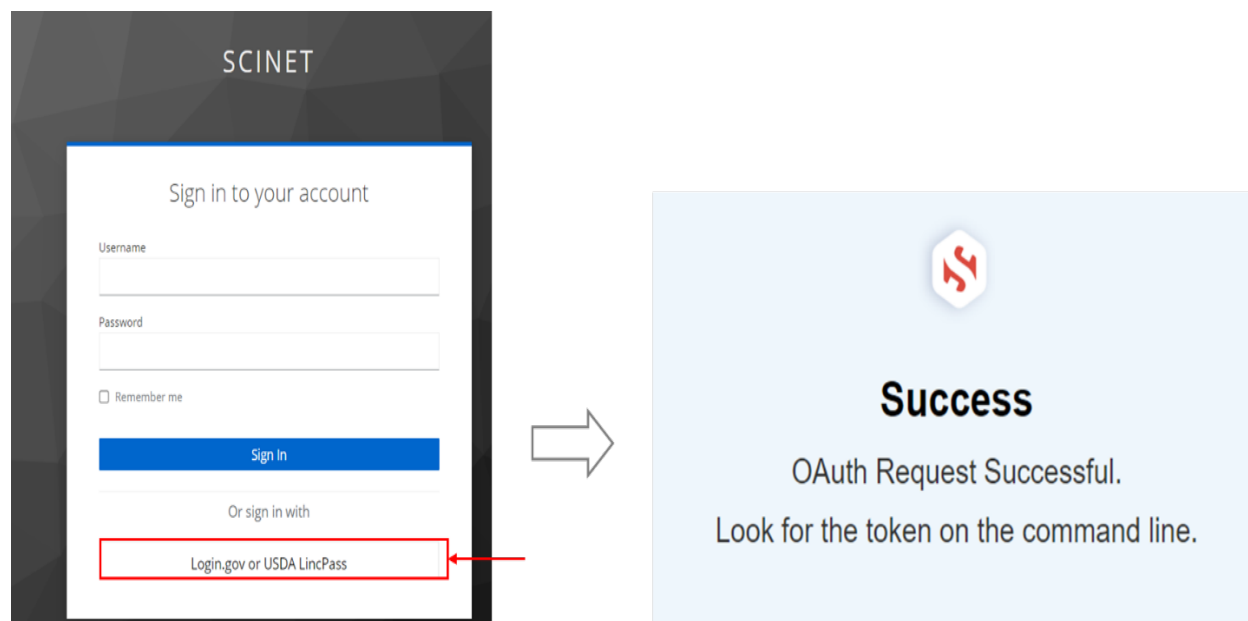 SCINET
Sign in to your account
Username
Password
Remember me
Sign In
Or sign in with
Login.gov or USDA LincPass
Success
OAuth Request Successful.
Look for the token on the command line.